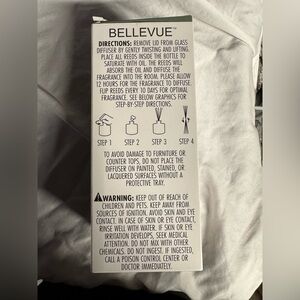 BELLEVUE™
DIRECTIONS: REMOVE LID FROM GLASS
DIFFUSER BY GENTLY TWISTING AND LIFTING.
PLACE ALL REEDS INSIDE THE BOTTLE TO
SATURATE WITH OIL. THE REEDS WILL
ABSORB THE OIL AND DIFFUSE THE
FRAGRANCE INTO THE ROOM. PLEASE ALLOW
12 HOURS FOR THE FRAGRANCE TO DIFFUSE.
FLIP REEDS EVERY 10 DAYS FOR OPTIMAL
FRAGRANCE. SEE BELOW GRAPHICS FOR
STEP-BY-STEP DIRECTIONS.
STEP 1 STEP 2 STEP 3 STEP 4
TO AVOID DAMAGE TO FURNITURE OR
COUNTER TOPS, DO NOT PLACE THE
DIFFUSER ON PAINTED, STAINED, OR
LACQUERED SURFACES WITHOUT A
PROTECTIVE TRAY.
⚠WARNING: KEEP OUT OF REACH OF
CHILDREN AND PETS. KEEP AWAY FROM
SOURCES OF IGNITION. AVOID SKIN AND EYE
CONTACT. IN CASE OF SKIN OR EYE CONTACT,
RINSE WELL WITH WATER. IF SKIN OR EYE
IRRITATION DEVELOPS, SEEK MEDICAL
ATTENTION. DO NOT MIX WITH OTHER
CHEMICALS. DO NOT INGEST. IF INGESTED,
CALL A POISON CONTROL CENTER OR
DOCTOR IMMEDIATELY.